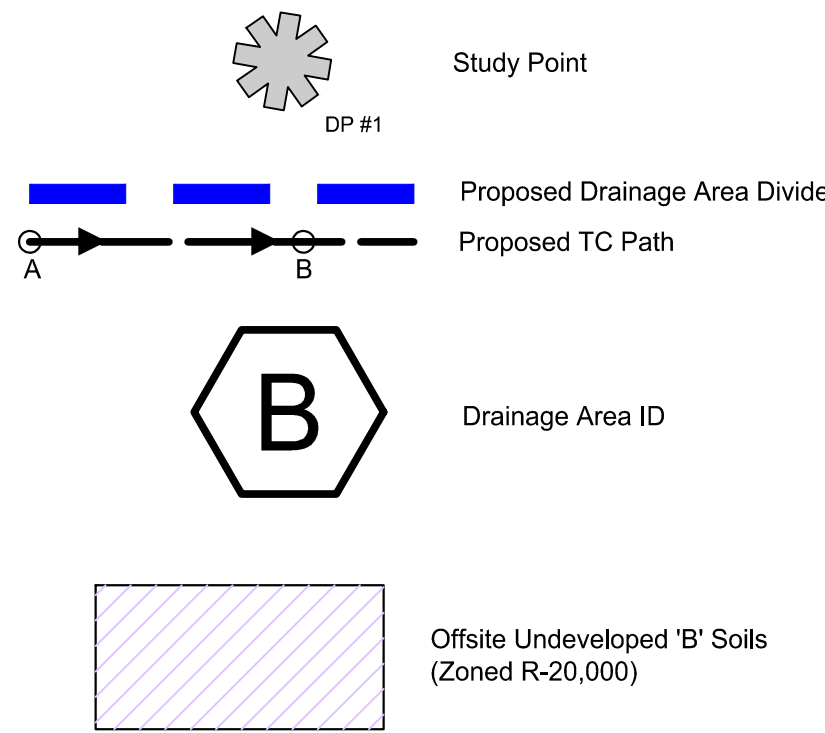 Study Point
DP #1
Proposed Drainage Area Divide
Proposed TC Path
A
B
B
Drainage Area ID
Offsite Undeveloped 'B' Soils
(Zoned R-20,000)